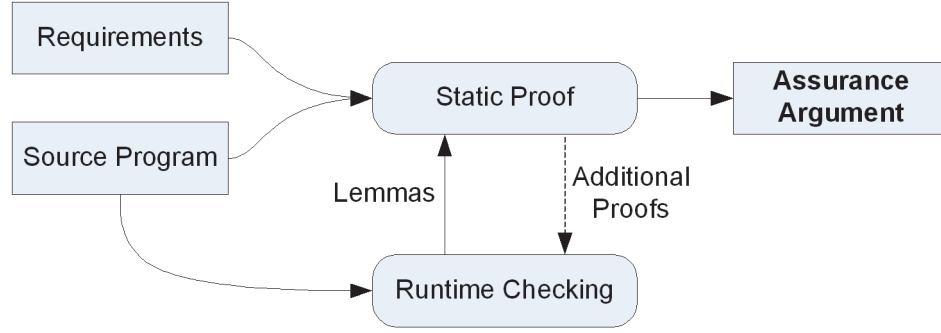 Requirements
Static Proof
Assurance
Argument
Source Program
Lemmas
Additional
Proofs
Runtime Checking